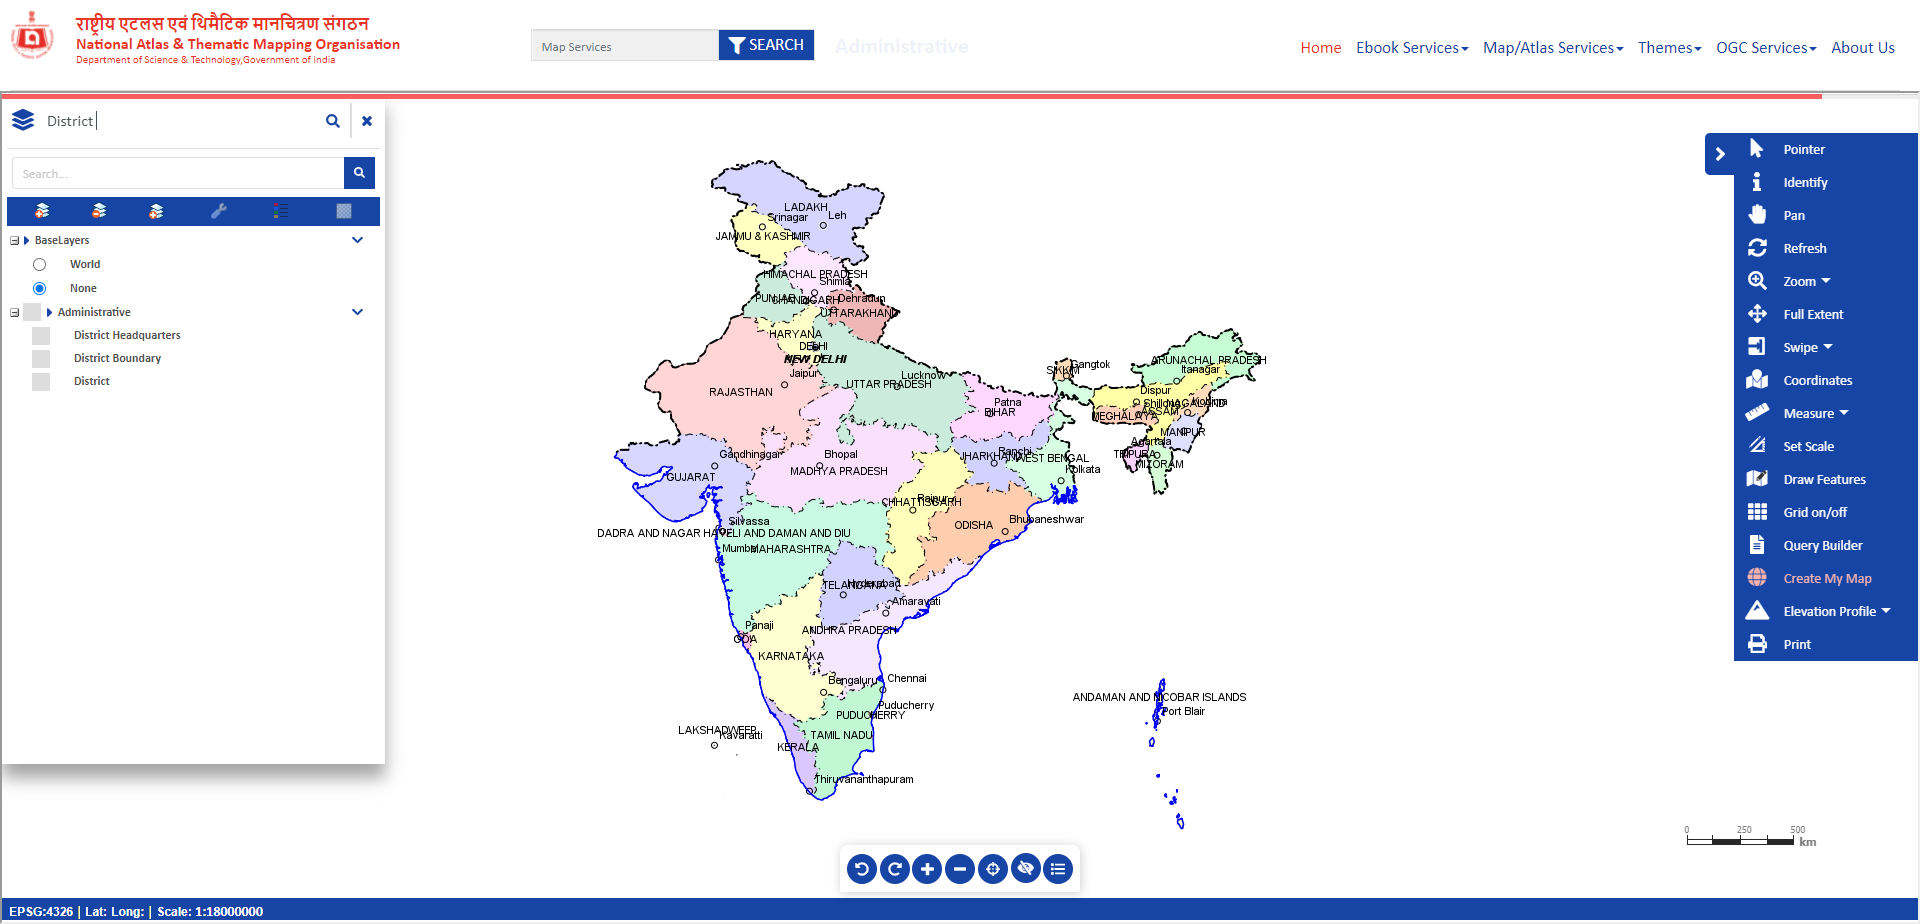 राष्ट्रीय एटलस एवं थिमैटिक मानचित्रण संगठन
National Atlas & Thematic Mapping Organisation
Department of Science & Technology,Government of India
Map Services
SEARCH
Administrative
Home
Ebook Services
Map/Atlas Services
Themes
OGC Services
About Us
District
Search...
BaseLayers
World
None
Administrative
District Headquarters
District Boundary
District
LADAKH
Srinagar
Leh
JAMMU & KASHMIR
HIMACHAL PRADESH
Shimla
PUNJAB
CHANDIGARH
Dehradun
UTTARAKHAND
HARYANA
DELHI
NEW DELHI
Jaipur
RAJASTHAN
Lucknow
UTTAR PRADESH
Patna
BIHAR
Gangtok
SIKKIM
ARUNACHAL PRADESH
Itanagar
Dispur
Shillong
NAGALAND
Kohima
MEGHALAYA
ASSAM
MANIPUR
Agartala
TRIPURA
MIZORAM
Gandhinagar
GUJARAT
Bhopal
MADHYA PRADESH
Ranchi
JHARKHAND
WEST BENGAL
Kolkata
Raipur
CHHATTISGARH
ODISHA
Bhubaneshwar
Silvassa
DADRA AND NAGAR HAVELI AND DAMAN AND DIU
Mumbai
MAHARASHTRA
TELANGANA
Hyderabad
Amaravati
Panaji
GOA
ANDHRA PRADESH
KARNATAKA
Bengaluru
Chennai
Puducherry
PUDUCHERRY
LAKSHADWEEP
Kavaratti
TAMIL NADU
KERALA
Thiruvananthapuram
ANDAMAN AND NICOBAR ISLANDS
Port Blair
Pointer
Identify
Pan
Refresh
Zoom
Full Extent
Swipe
Coordinates
Measure
Set Scale
Draw Features
Grid on/off
Query Builder
Create My Map
Elevation Profile
Print
0 250 500
km
EPSG:4326 | Lat: Long: | Scale: 1:18000000